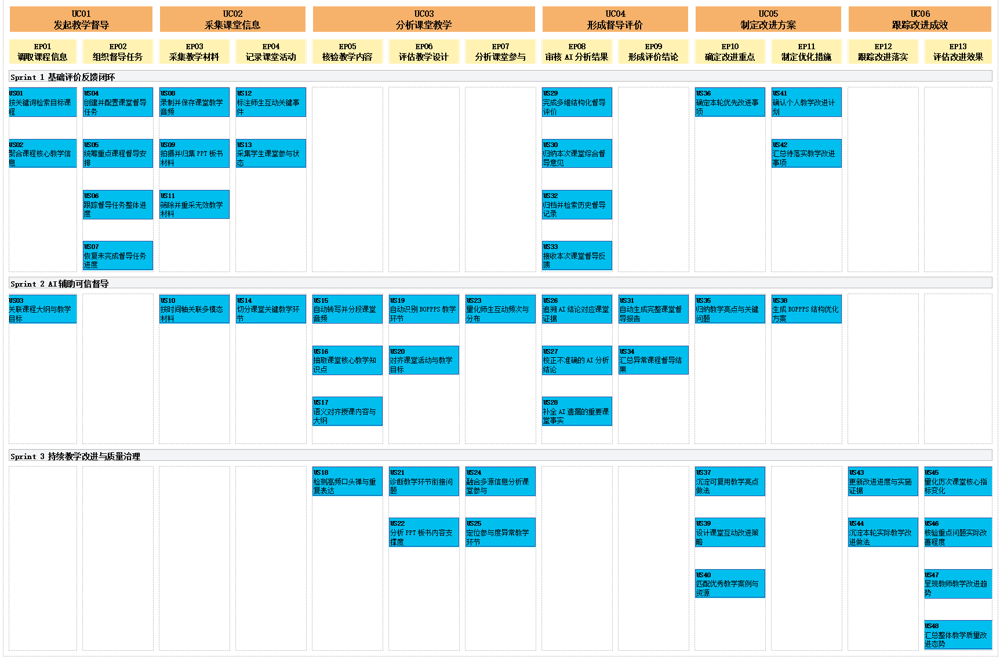 UC01
发起教学督导
UC02
采集课堂信息
UC03
分析课堂教学
UC04
形成督导评价
UC05
制定改进方案
UC06
跟踪改进成效
EP01
调取课程信息
EP02
组织督导任务
EP03
采集教学材料
EP04
记录课堂活动
EP05
核验教学内容
EP06
评估教学设计
EP07
分析课堂参与
EP08
审核 AI 分析结果
EP09
形成评价结论
EP10
确定改进重点
EP11
制定优化措施
EP12
跟踪改进落实
EP13
评估改进效果
Sprint 1 基础评价反馈闭环
US01
按关键词检索目标课
程
US04
创建并配置课堂督导
任务
US08
录制并保存课堂教学
音频
US12
标注师生互动关键事
件
US29
完成多维结构化督导
评价
US36
确定本轮优先改进事
项
US41
确认个人教学改进计
划
US02
聚合课程核心教学信
息
US05
统筹重点课程督导安
排
US09
拍摄并归集 PPT 板书
材料
US13
采集学生课堂参与状
态
US30
归纳本次课堂综合督
导意见
US42
汇总待落实教学改进
事项
US06
跟踪督导任务整体进
度
US11
筛除并重采无效教学
材料
US32
归档并检索历史督导
记录
US07
恢复未完成督导任务
进度
US33
接收本次课堂督导反
馈
Sprint 2 AI 辅助可信督导
US03
关联课程大纲与教学
目标
US10
按时间轴关联多模态
材料
US14
切分课堂关键教学环
节
US15
自动转写并分段课堂
音频
US19
自动识别 BOPPPS 教学
环节
US23
量化师生互动频次与
分布
US26
追溯 AI 结论对应课堂
证据
US31
自动生成完整课堂督
导报告
US35
归纳教学亮点与关键
问题
US38
生成 BOPPPS 结构优化
方案
US16
抽取课堂核心教学知
识点
US20
对齐课堂活动与教学
目标
US27
校正不准确的 AI 分析
结论
US34
汇总异常课程督导结
果
US17
语义对齐授课内容与
大纲
US28
补全 AI 遗漏的重要课
堂事实
Sprint 3 持续教学改进与质量治理
US18
检测高频口头禅与重
复表达
US21
诊断教学环节衔接问
题
US24
融合多源信息分析课
堂参与
US37
沉淀可复用教学亮点
做法
US43
更新改进进度与实施
证据
US45
量化历次课堂核心指
标变化
US22
分析 PPT 板书内容支
撑度
US25
定位参与度异常教学
环节
US39
设计课堂互动改进策
略
US44
沉淀本轮实际教学改
进做法
US46
核验重点问题实际改
善程度
US40
匹配优秀教学案例与
资源
US47
呈现教师教学改进趋
势
US48
汇总整体教学质量改
进态势